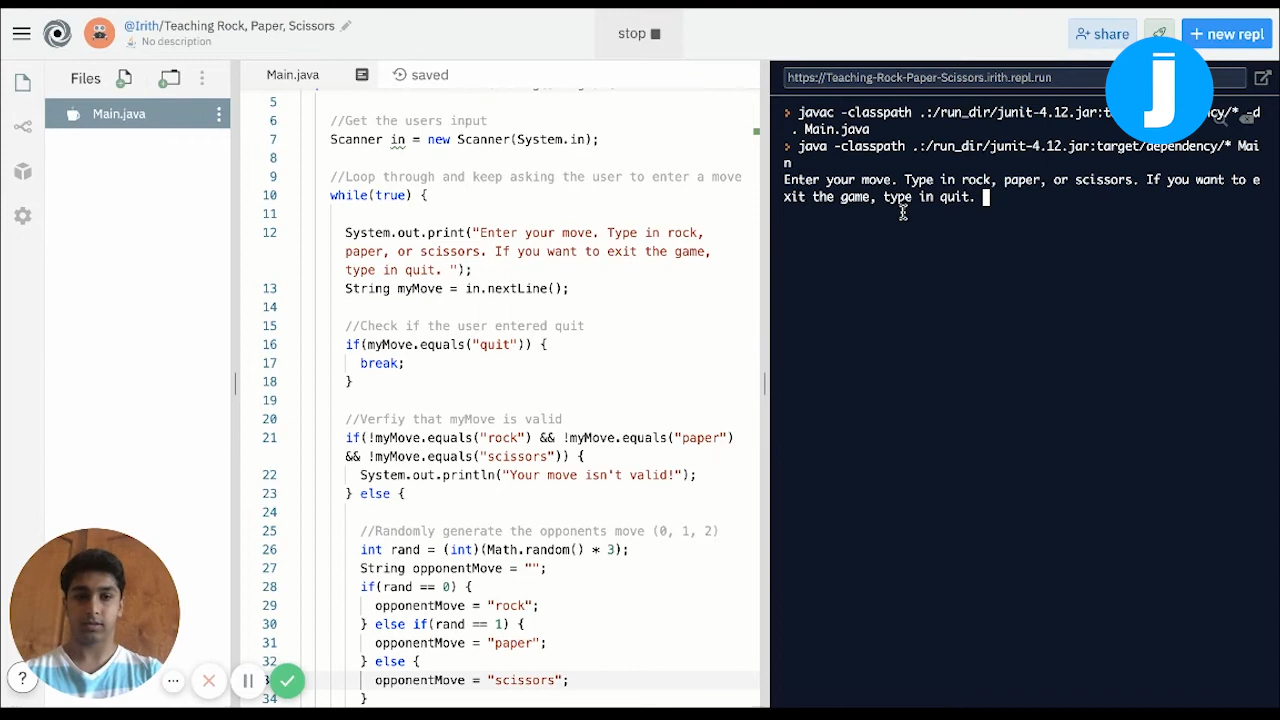 @Irith/Teaching Rock, Paper, Scissors
No description
stop
share
+ new repl
Files
Main.java
Main.java
saved
5
6 //Get the users input
7 Scanner in = new Scanner(System.in);
8
9 //Loop through and keep asking the user to enter a move
10 while(true) {
11
12 System.out.print("Enter your move. Type in rock,
paper, or scissors. If you want to exit the game,
type in quit. ");
13 String myMove = in.nextLine();
14
15 //Check if the user entered quit
16 if(myMove.equals("quit")) {
17 break;
18 }
19
20 //Verfiy that myMove is valid
21 if(!myMove.equals("rock") && !myMove.equals("paper")
&& !myMove.equals("scissors")) {
22 System.out.println("Your move isn't valid!");
23 } else {
24
25 //Randomly generate the opponents move (0, 1, 2)
26 int rand = (int)(Math.random() * 3);
27 String opponentMove = "";
28 if(rand == 0) {
29 opponentMove = "rock";
30 } else if(rand == 1) {
31 opponentMove = "paper";
32 } else {
opponentMove = "scissors";
34 }
https://Teaching-Rock-Paper-Scissors.irith.repl.run
javac -classpath .:/run_dir/junit-4.12.jar:target/dependency/* -d
. Main.java
java -classpath .:/run_dir/junit-4.12.jar:target/dependency/* Mai
n
Enter your move. Type in rock, paper, or scissors. If you want to e
xit the game, type in quit.
J
?